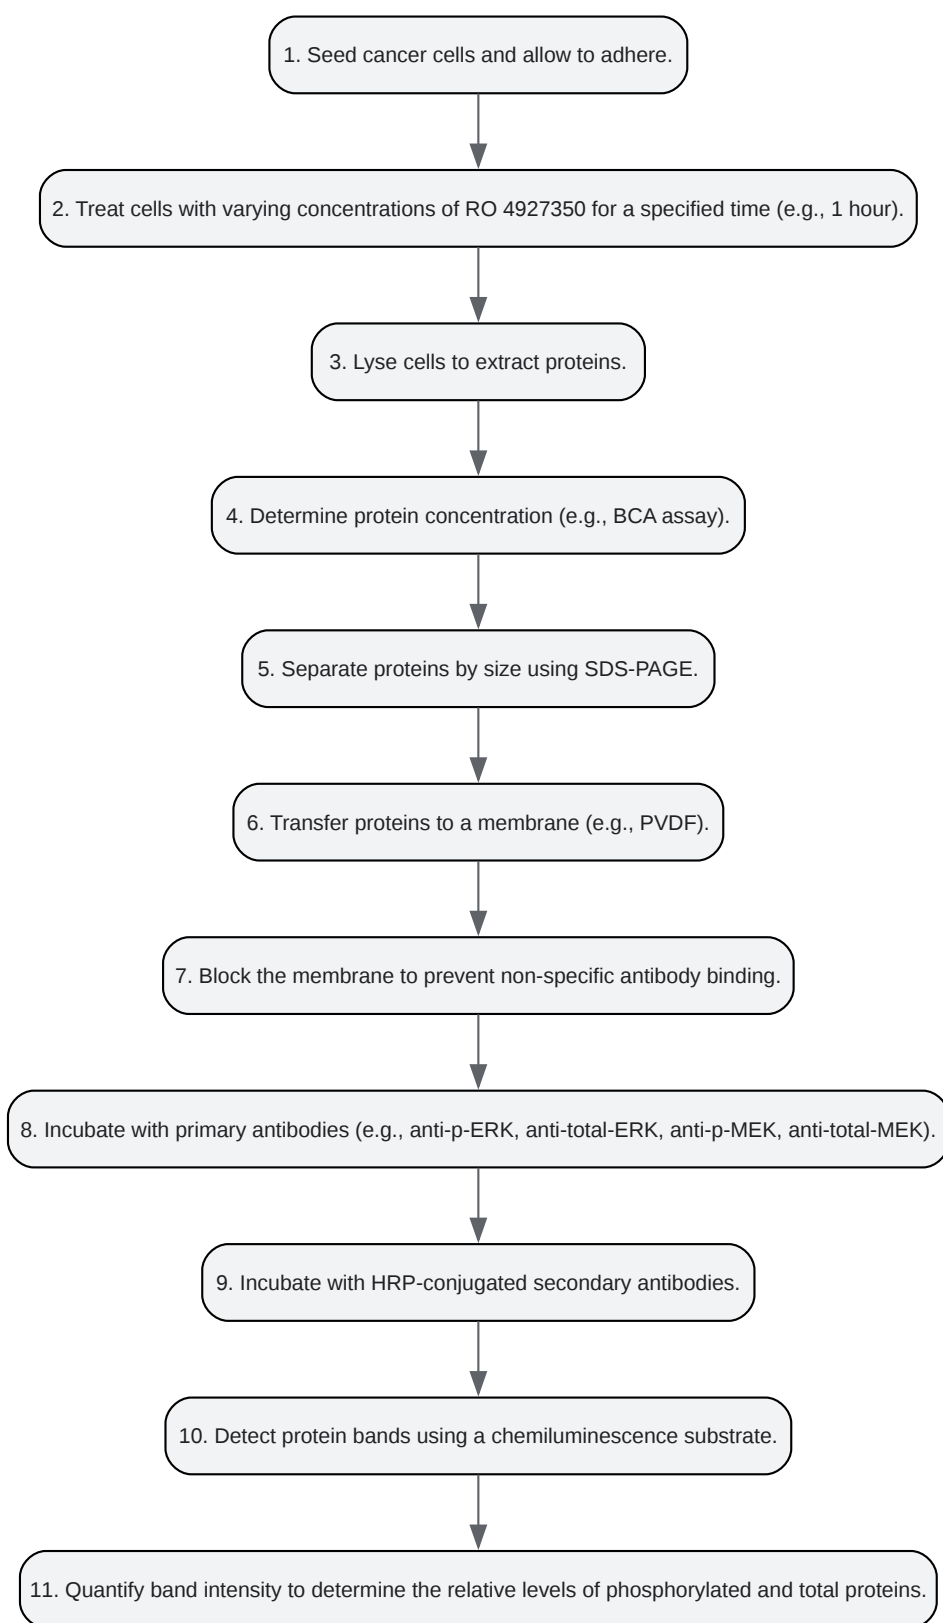 1. Seed cancer cells and allow to adhere.
2. Treat cells with varying concentrations of RO 4927350 for a specified time (e.g., 1 hour).
3. Lyse cells to extract proteins.
4. Determine protein concentration (e.g., BCA assay).
5. Separate proteins by size using SDS-PAGE.
6. Transfer proteins to a membrane (e.g., PVDF).
7. Block the membrane to prevent non-specific antibody binding.
8. Incubate with primary antibodies (e.g., anti-p-ERK, anti-total-ERK, anti-p-MEK, anti-total-MEK).
9. Incubate with HRP-conjugated secondary antibodies.
10. Detect protein bands using a chemiluminescence substrate.
11. Quantify band intensity to determine the relative levels of phosphorylated and total proteins.